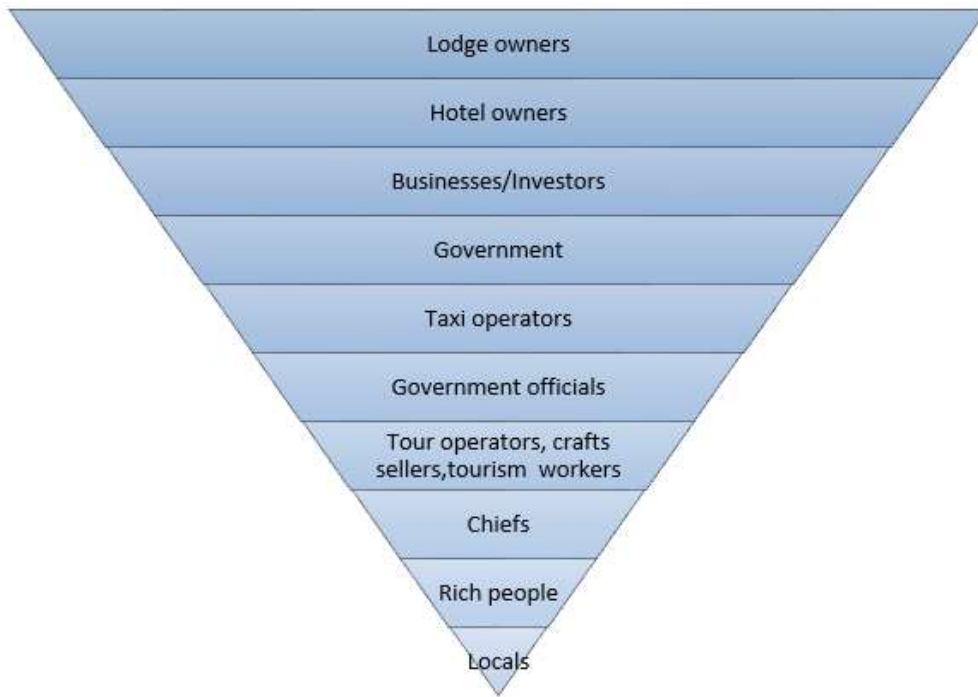 Lodge owners
Hotel owners
Businesses/Investors
Government
Taxi operators
Government officials
Tour operators, crafts
sellers,tourism  workers
Chiefs
Rich people
Locals